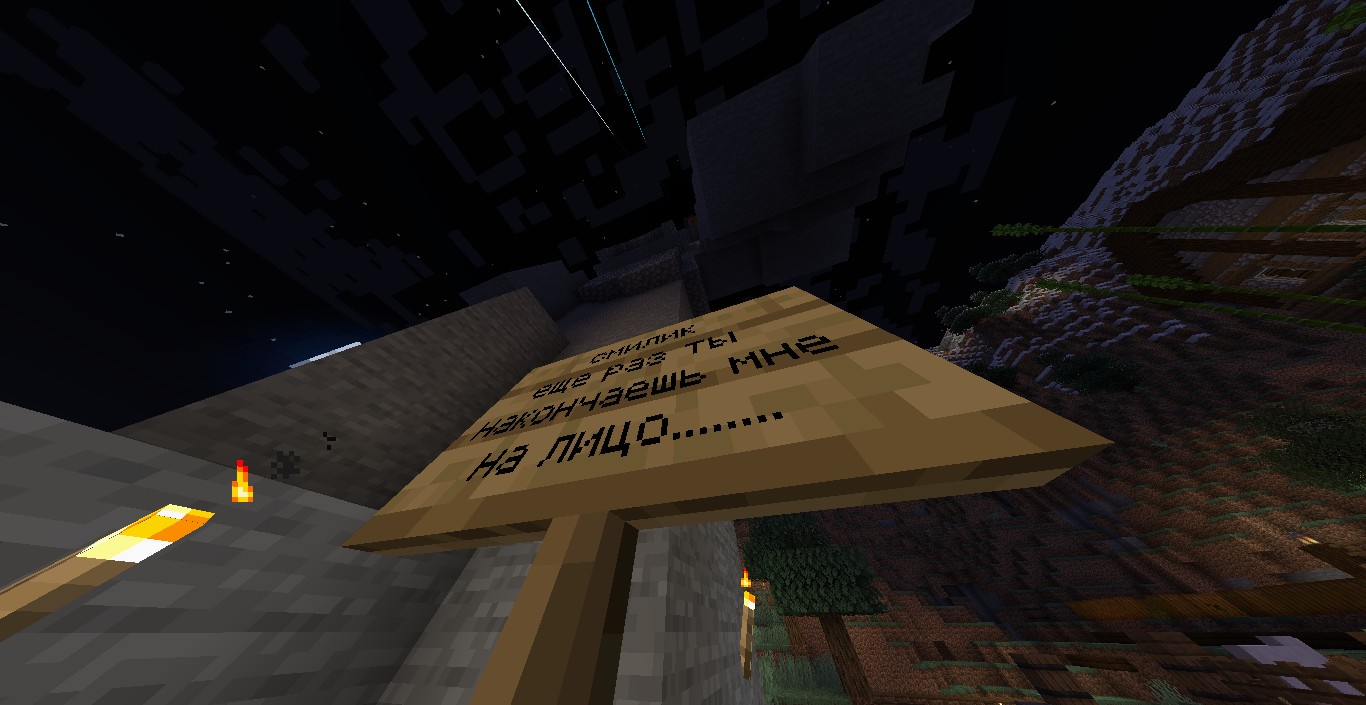 смилик
еще раз ты
накончаешь мне
на лицо........